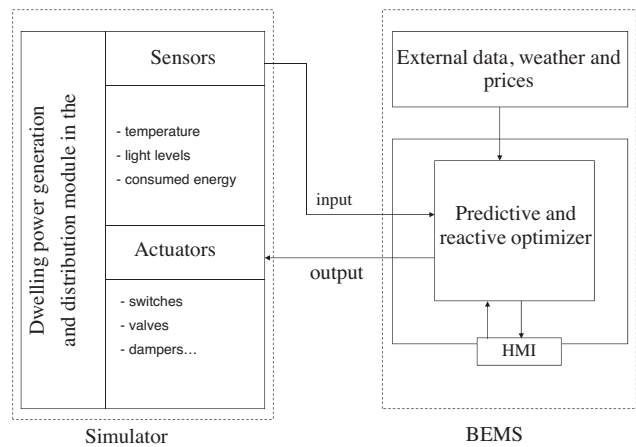 Dwelling power generation
and distribution module in the
Sensors
- temperature
- light levels
- consumed energy
Actuators
- switches
- valves
- dampers…
Simulator
input
output
External data, weather and
prices
Predictive and
reactive optimizer
HMI
BEMS